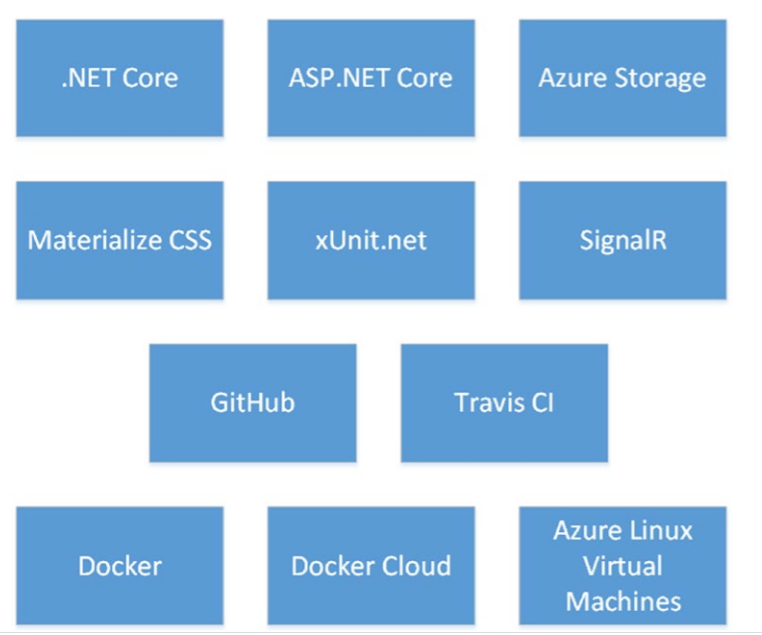 .NET Core
ASP.NET Core
Azure Storage
Materialize CSS
xUnit.net
SignalR
GitHub
Travis CI
Docker
Docker Cloud
Azure Linux
Virtual
Machines